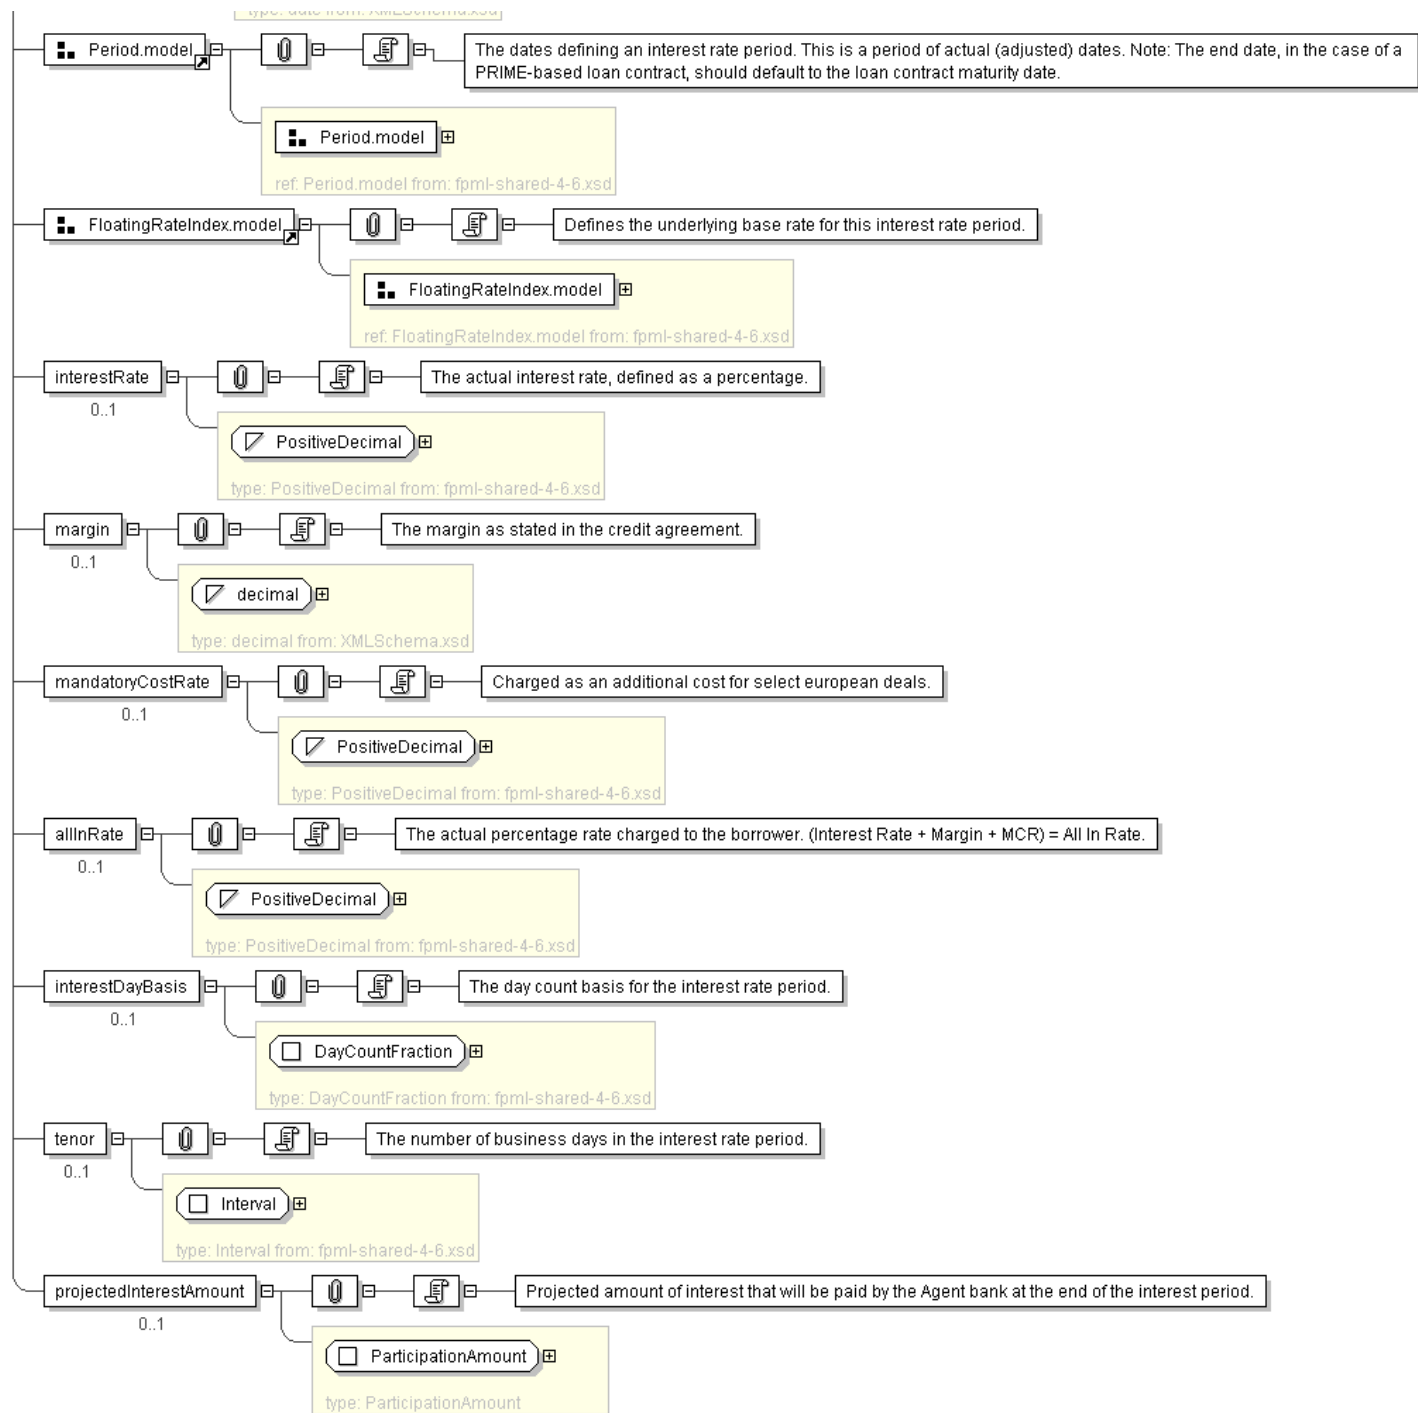 type: date from: XMLSchema.xsd
Period.model
The dates defining an interest rate period. This is a period of actual (adjusted) dates. Note: The end date, in the case of a
PRIME-based loan contract, should default to the loan contract maturity date.
Period.model
ref: Period.model from: fpml-shared-4-6.xsd
FloatingRateIndex.model
Defines the underlying base rate for this interest rate period.
FloatingRateIndex.model
ref: FloatingRateIndex.model from: fpml-shared-4-6.xsd
interestRate
The actual interest rate, defined as a percentage.
0..1
PositiveDecimal
type: PositiveDecimal from: fpml-shared-4-6.xsd
margin
The margin as stated in the credit agreement.
0..1
decimal
type: decimal from: XMLSchema.xsd
mandatoryCostRate
Charged as an additional cost for select european deals.
0..1
PositiveDecimal
type: PositiveDecimal from: fpml-shared-4-6.xsd
allInRate
The actual percentage rate charged to the borrower. (Interest Rate + Margin + MCR) = All In Rate.
0..1
PositiveDecimal
type: PositiveDecimal from: fpml-shared-4-6.xsd
interestDayBasis
The day count basis for the interest rate period.
0..1
DayCountFraction
type: DayCountFraction from: fpml-shared-4-6.xsd
tenor
The number of business days in the interest rate period.
0..1
Interval
type: Interval from: fpml-shared-4-6.xsd
projectedInterestAmount
Projected amount of interest that will be paid by the Agent bank at the end of the interest period.
0..1
ParticipationAmount
type: ParticipationAmount